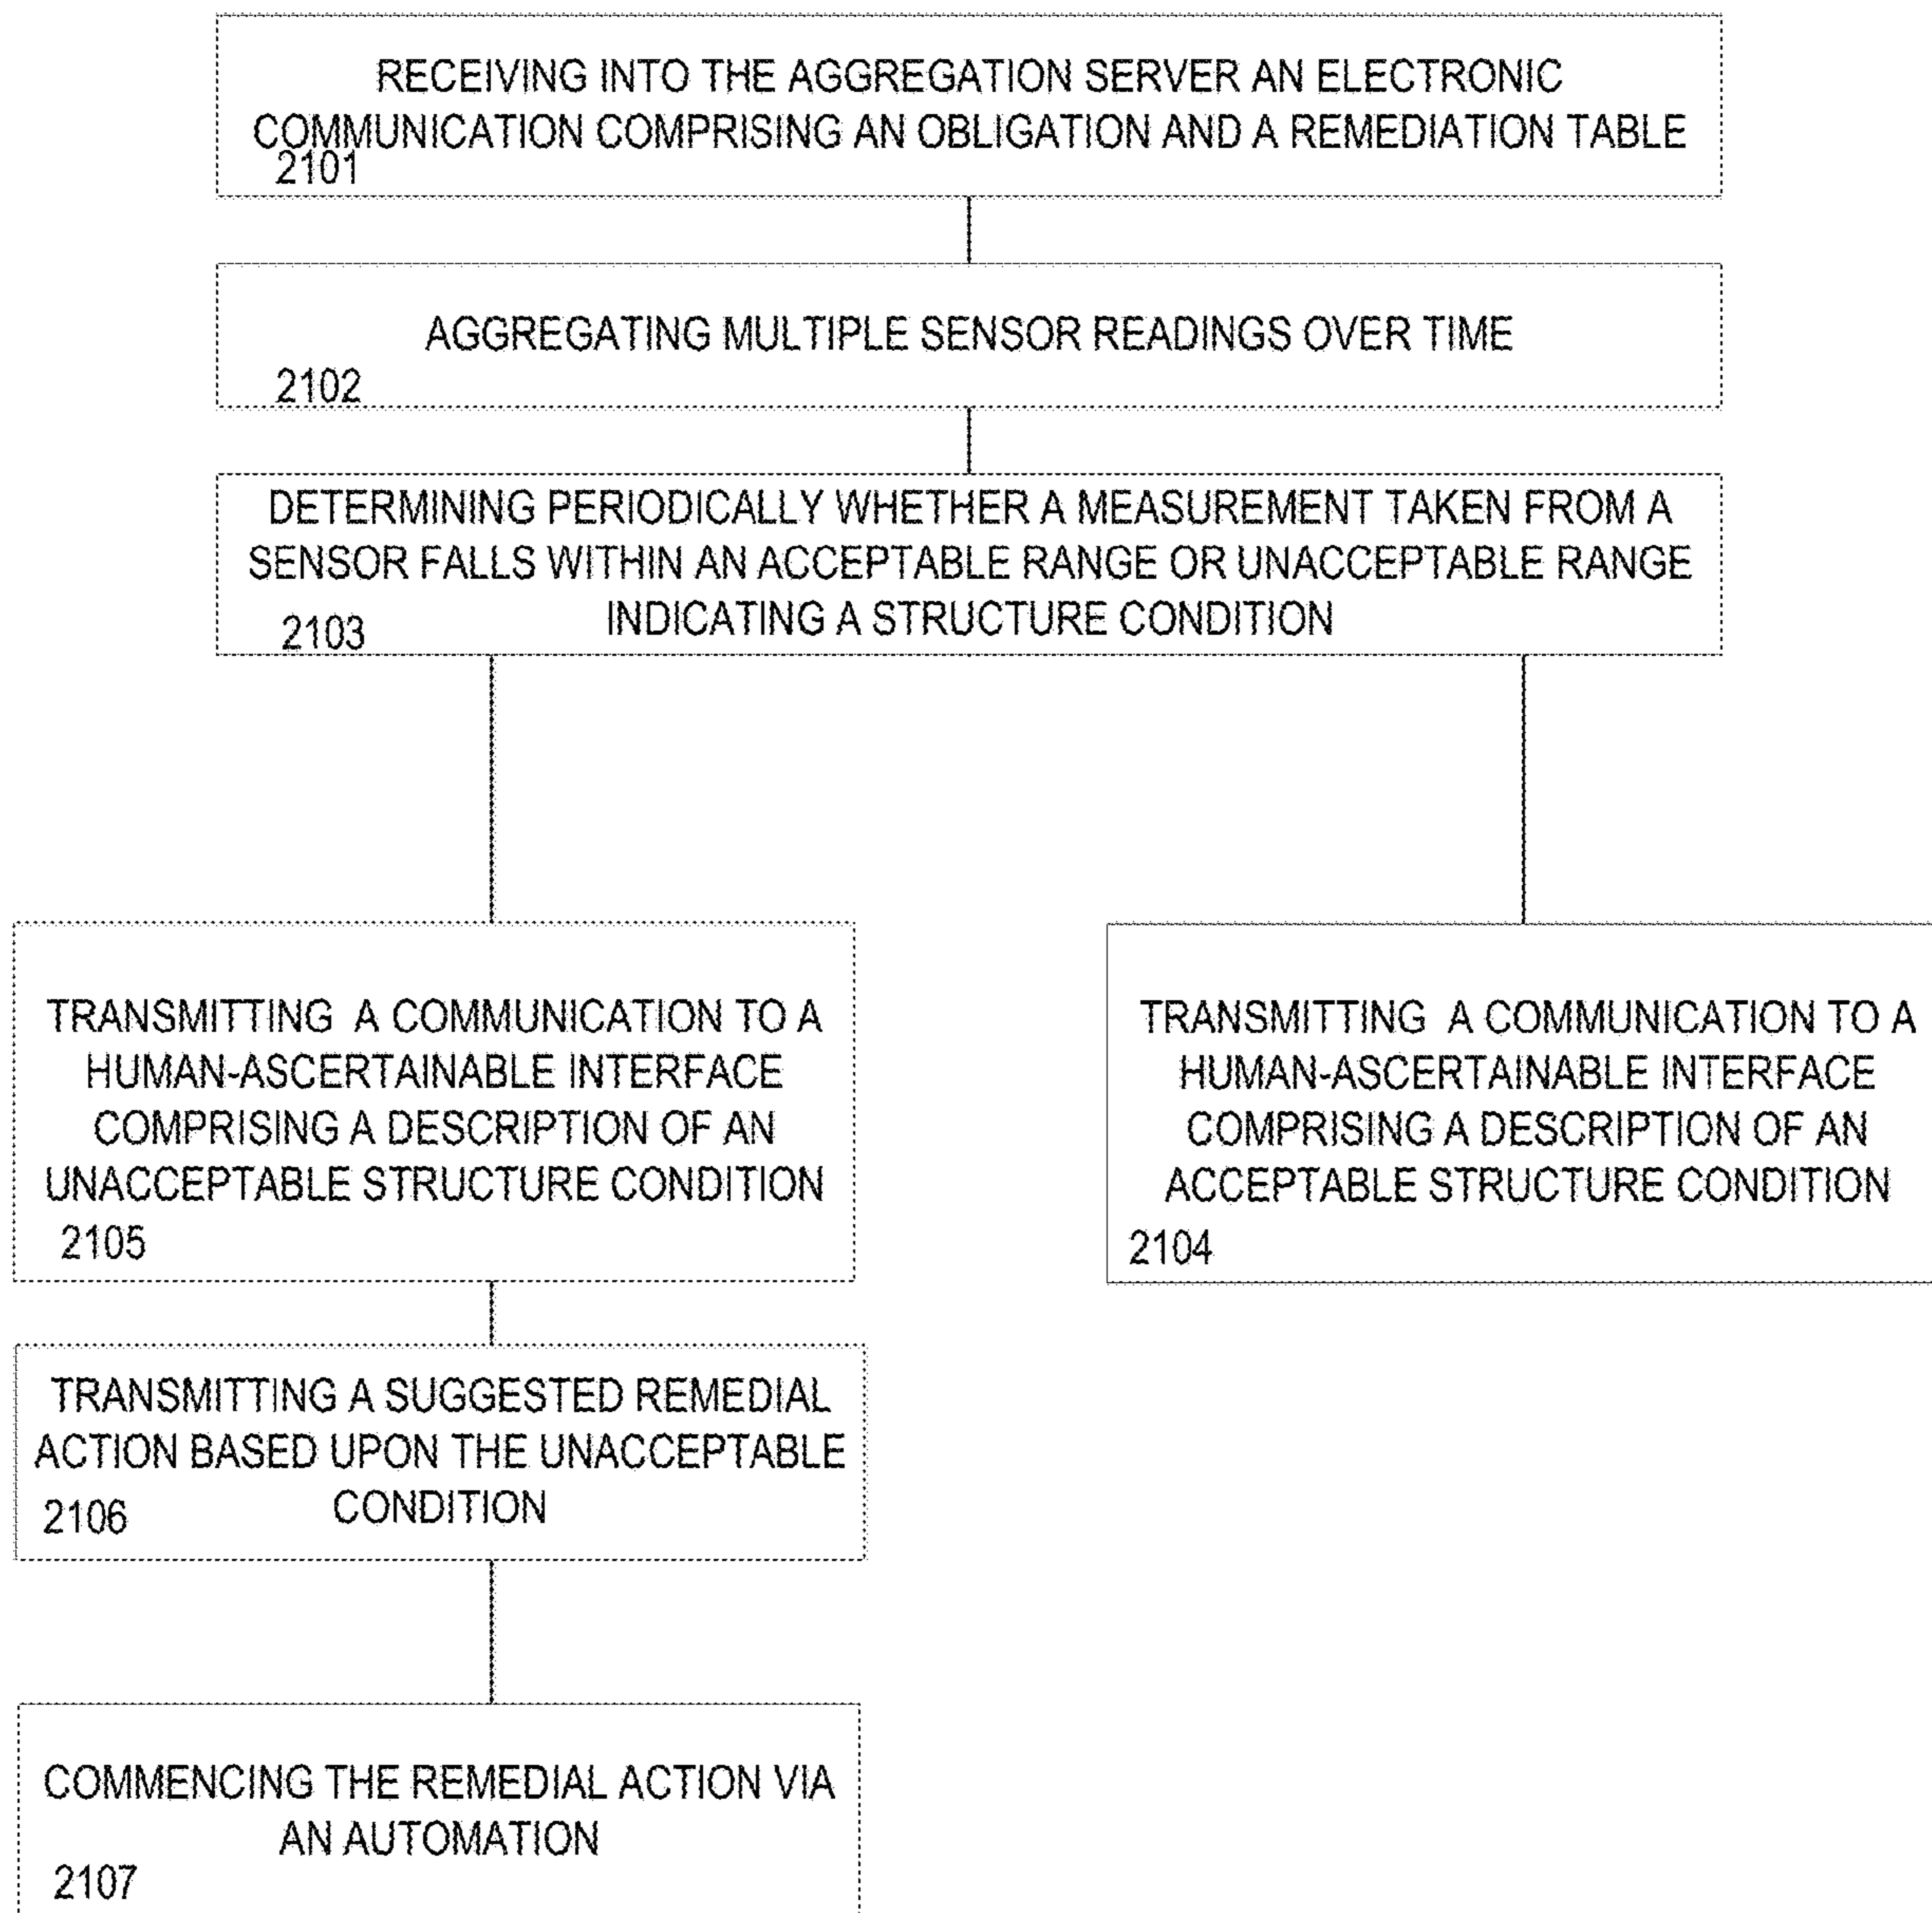 RECEIVING INTO THE AGGREGATION SERVER AN ELECTRONIC
COMMUNICATION COMPRISING AN OBLIGATION AND A REMEDIATION TABLE
2101
AGGREGATING MULTIPLE SENSOR READINGS OVER TIME
2102
DETERMINING PERIODICALLY WHETHER A MEASUREMENT TAKEN FROM A
SENSOR FALLS WITHIN AN ACCEPTABLE RANGE OR UNACCEPTABLE RANGE
INDICATING A STRUCTURE CONDITION
2103
TRANSMITTING A COMMUNICATION TO A
HUMAN-ASCERTAINABLE INTERFACE
COMPRISING A DESCRIPTION OF AN
UNACCEPTABLE STRUCTURE CONDITION
2105
TRANSMITTING A COMMUNICATION TO A
HUMAN-ASCERTAINABLE INTERFACE
COMPRISING A DESCRIPTION OF AN
ACCEPTABLE STRUCTURE CONDITION
2104
TRANSMITTING A SUGGESTED REMEDIAL
ACTION BASED UPON THE UNACCEPTABLE
CONDITION
2106
COMMENCING THE REMEDIAL ACTION VIA
AN AUTOMATION
2107